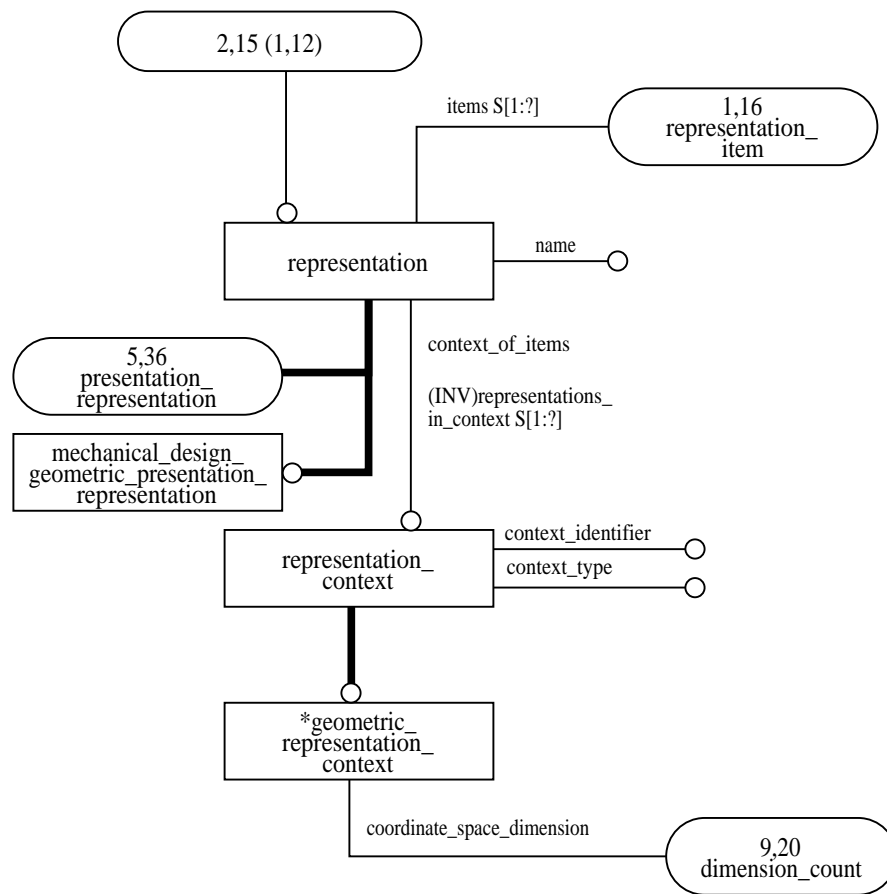 2,15 (1,12)
items S[1:?]
1,16
representation_
item
representation
name
context_of_items
5,36
presentation_
representation
(INV)representations_
in_context S[1:?]
mechanical_design_
geometric_presentation_
representation
representation_
context
context_identifier
context_type
*geometric_
representation_
context
coordinate_space_dimension
9,20
dimension_count